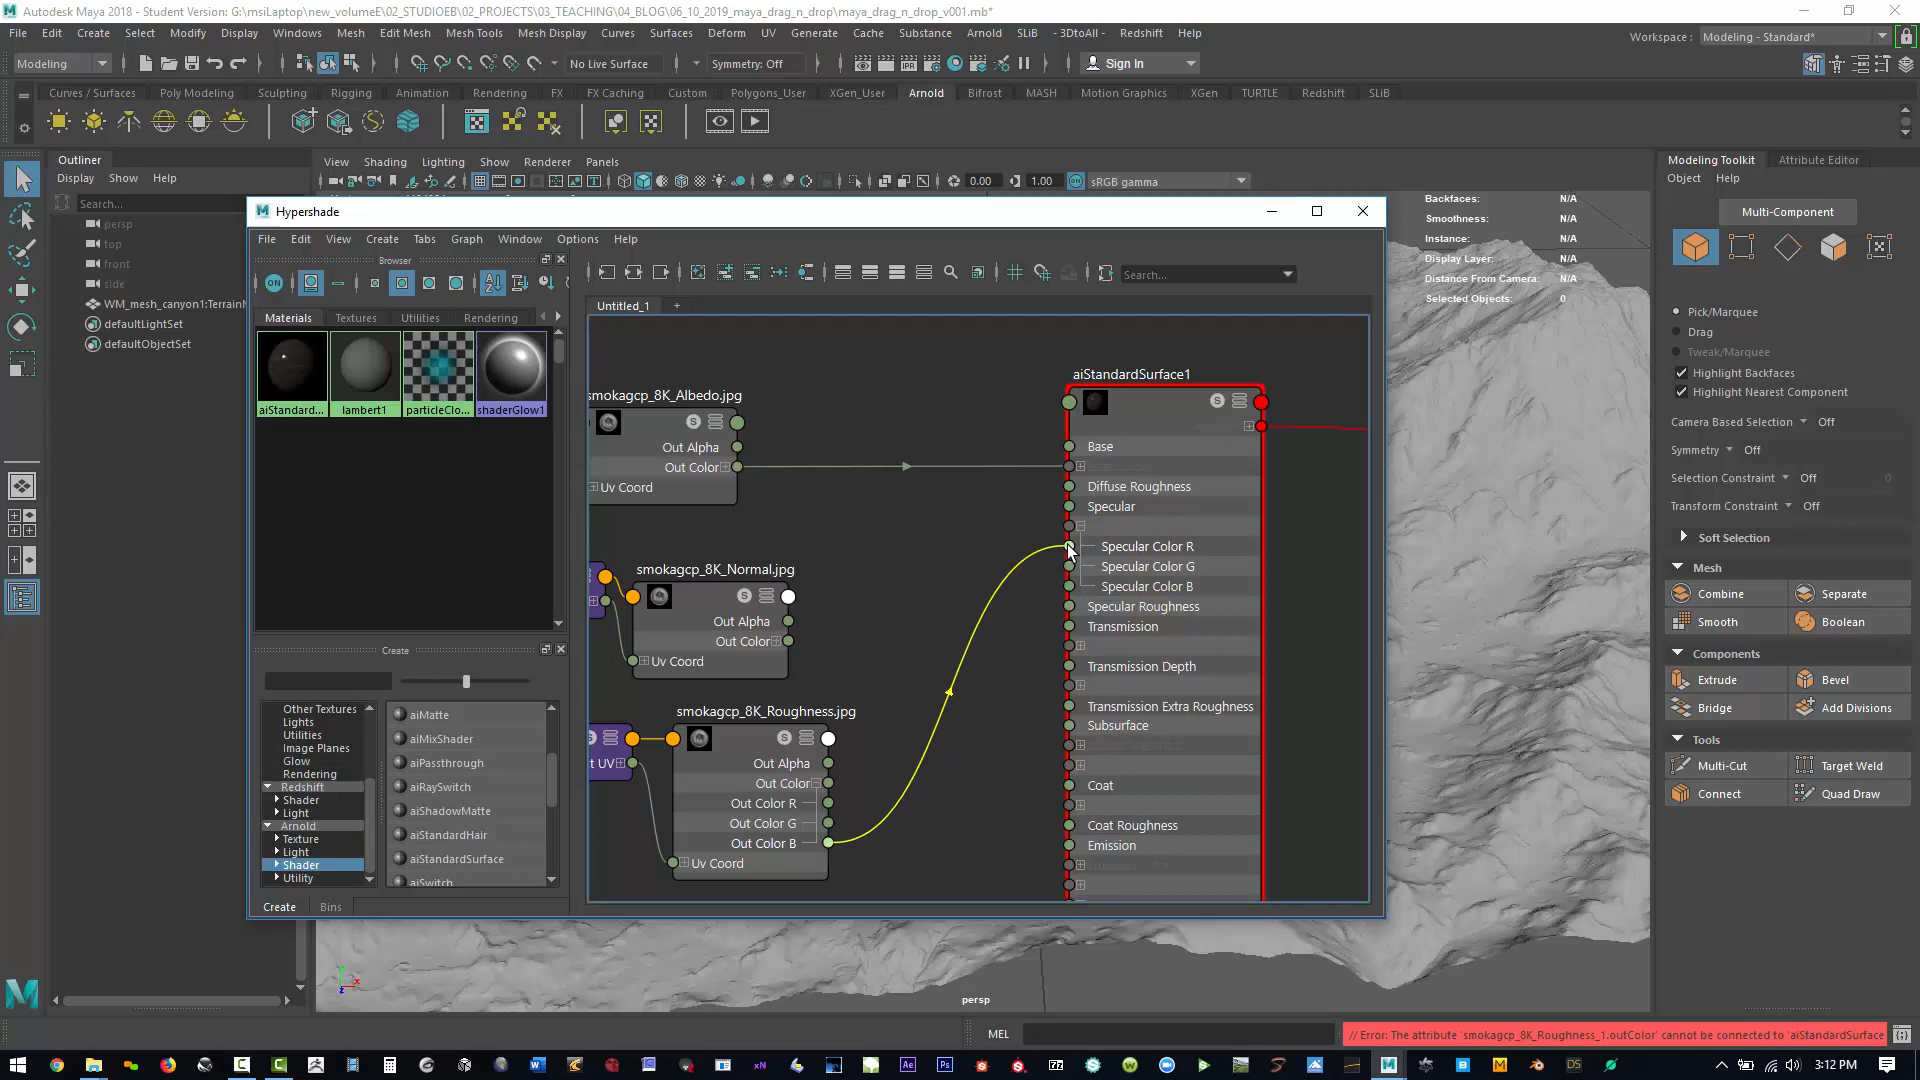 Autodesk Maya 2018 - Student Version: G:\msiLaptop\new_volumeE\02_STUDIOEB\02_PROJECTS\03_TEACHING\04_BLOG\06_10_2019_maya_drag_n_drop\maya_drag_n_drop_v001.mb*
File Edit Create Select Modify Display Windows Mesh Edit Mesh Mesh Tools Mesh Display Curves Surfaces Deform UV Generate Cache Substance Arnold SLiB - 3DtoAll - Redshift Help
Workspace : Modeling - Standard*
Modeling No Live Surface Symmetry: Off Sign In
Curves / Surfaces Poly Modeling Sculpting Rigging Animation Rendering FX FX Caching Custom Polygons_User XGen_User Arnold Bifrost MASH Motion Graphics XGen TURTLE Redshift SLiB
Outliner
Display Show Help
Search...
persp
top
front
side
WM_mesh_canyon1:TerrainM
defaultLightSet
defaultObjectSet
View Shading Lighting Show Renderer Panels
0.00 1.00 sRGB gamma
Backfaces: N/A
Smoothness: N/A
Instance: N/A
Display Layer: N/A
Distance From Camera: N/A
Selected Objects: 0
Hypershade
File Edit View Create Tabs Graph Window Options Help
Browser
ON
Materials Textures Utilities Rendering
aiStandard... lambert1 particleClo... shaderGlow1
Create
Other Textures
Lights
Utilities
Image Planes
Glow
Rendering
Redshift
Shader
Light
Arnold
Texture
Light
Shader
Utility
aiMatte
aiMixShader
aiPassthrough
aiRaySwitch
aiShadowMatte
aiStandardHair
aiStandardSurface
aiSwitch
Create Bins
Search...
Untitled_1 +
smokagcp_8K_Albedo.jpg
Out Alpha
Out Color
Uv Coord
smokagcp_8K_Normal.jpg
Out Alpha
Out Color
Uv Coord
smokagcp_8K_Roughness.jpg
t UV
Out Alpha
Out Color
Out Color R
Out Color G
Out Color B
Uv Coord
aiStandardSurface1
Base
Diffuse Roughness
Specular
Specular Color R
Specular Color G
Specular Color B
Specular Roughness
Transmission
Transmission Depth
Transmission Extra Roughness
Subsurface
Coat
Coat Roughness
Emission
persp
Modeling Toolkit Attribute Editor
Object Help
Multi-Component
Pick/Marquee
Drag
Tweak/Marquee
Highlight Backfaces
Highlight Nearest Component
Camera Based Selection Off
Symmetry Off
Selection Constraint Off 0
Transform Constraint Off
Soft Selection
Mesh
Combine Separate
Smooth Boolean
Components
Extrude Bevel
Bridge Add Divisions
Tools
Multi-Cut Target Weld
Connect Quad Draw
MEL
// Error: The attribute 'smokagcp_8K_Roughness_1.outColor' cannot be connected to 'aiStandardSurface
3:12 PM